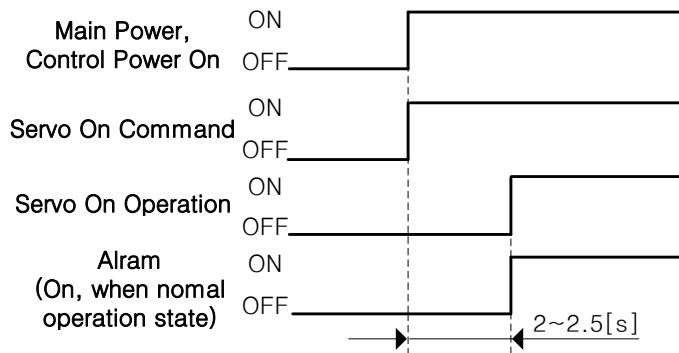 Main Power,
Control Power On
ON
OFF
Servo On Command
ON
OFF
Servo On Operation
ON
OFF
Alram
(On, when nomal
operation state)
ON
OFF
2~2.5[s]